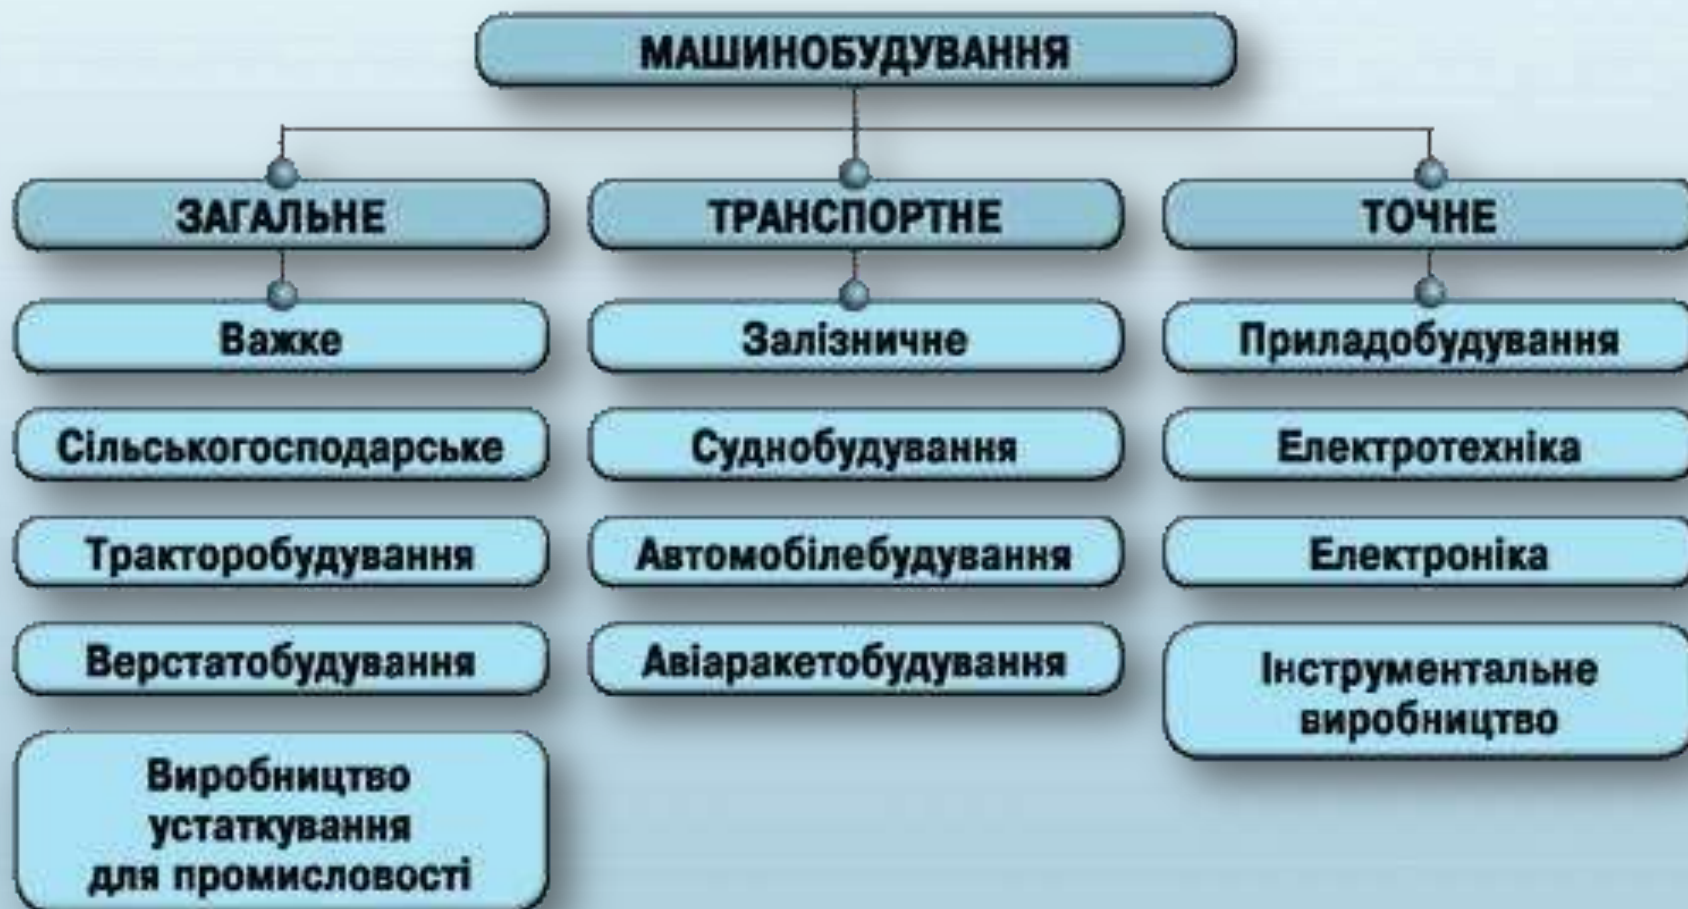 МАШИНОБУДУВАННЯ
ЗАГАЛЬНЕ
Важке
Сільськогосподарське
Тракторобудування
Верстатобудування
Виробництво
устаткування
для промисловості
ТРАНСПОРТНЕ
Залізничне
Суднобудування
Автомобілебудування
Авіаракетобудування
ТОЧНЕ
Приладобудування
Електротехніка
Електроніка
Інструментальне
виробництво